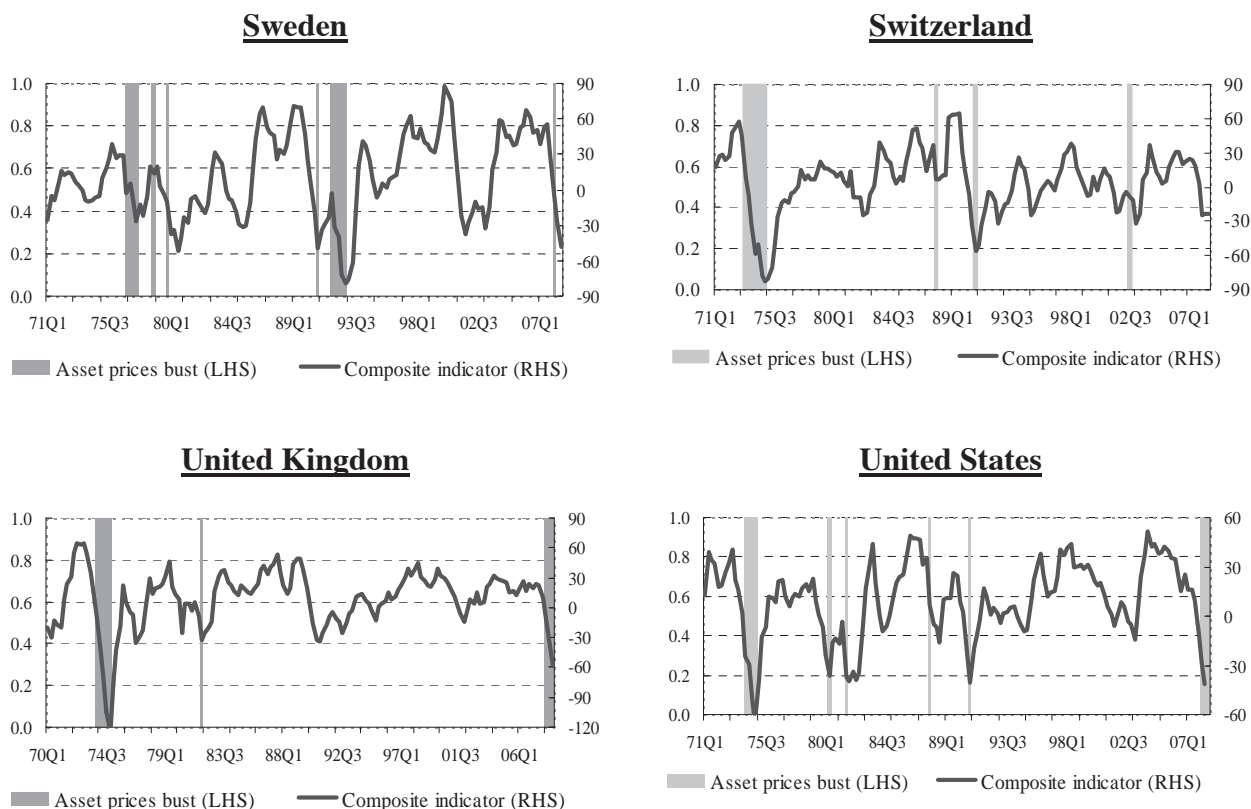 Sweden
1.0 90
0.8 60
0.6 30
0.4 0
0.2 -30
-60
0.0 -90
71Q1 75Q3 80Q1 84Q3 89Q1 93Q3 98Q1 02Q3 07Q1
Asset prices bust (LHS) Composite indicator (RHS)
Switzerland
1.0 90
0.8 60
0.6 30
0.4 0
0.2 -30
-60
0.0 -90
71Q1 75Q3 80Q1 84Q3 89Q1 93Q3 98Q1 02Q3 07Q1
Asset prices bust (LHS) Composite indicator (RHS)
United Kingdom
1.0 90
0.8 60
30
0.6 0
0.4 -30
0.2 -60
-90
0.0 -120
70Q1 74Q3 79Q1 83Q3 88Q1 92Q3 97Q1 01Q3 06Q1
Asset prices bust (LHS) Composite indicator (RHS)
United States
1.0 60
0.8 30
0.6 0
0.4
0.2 -30
0.0 -60
71Q1 75Q3 80Q1 84Q3 89Q1 93Q3 98Q1 02Q3 07Q1
Asset prices bust (LHS) Composite indicator (RHS)